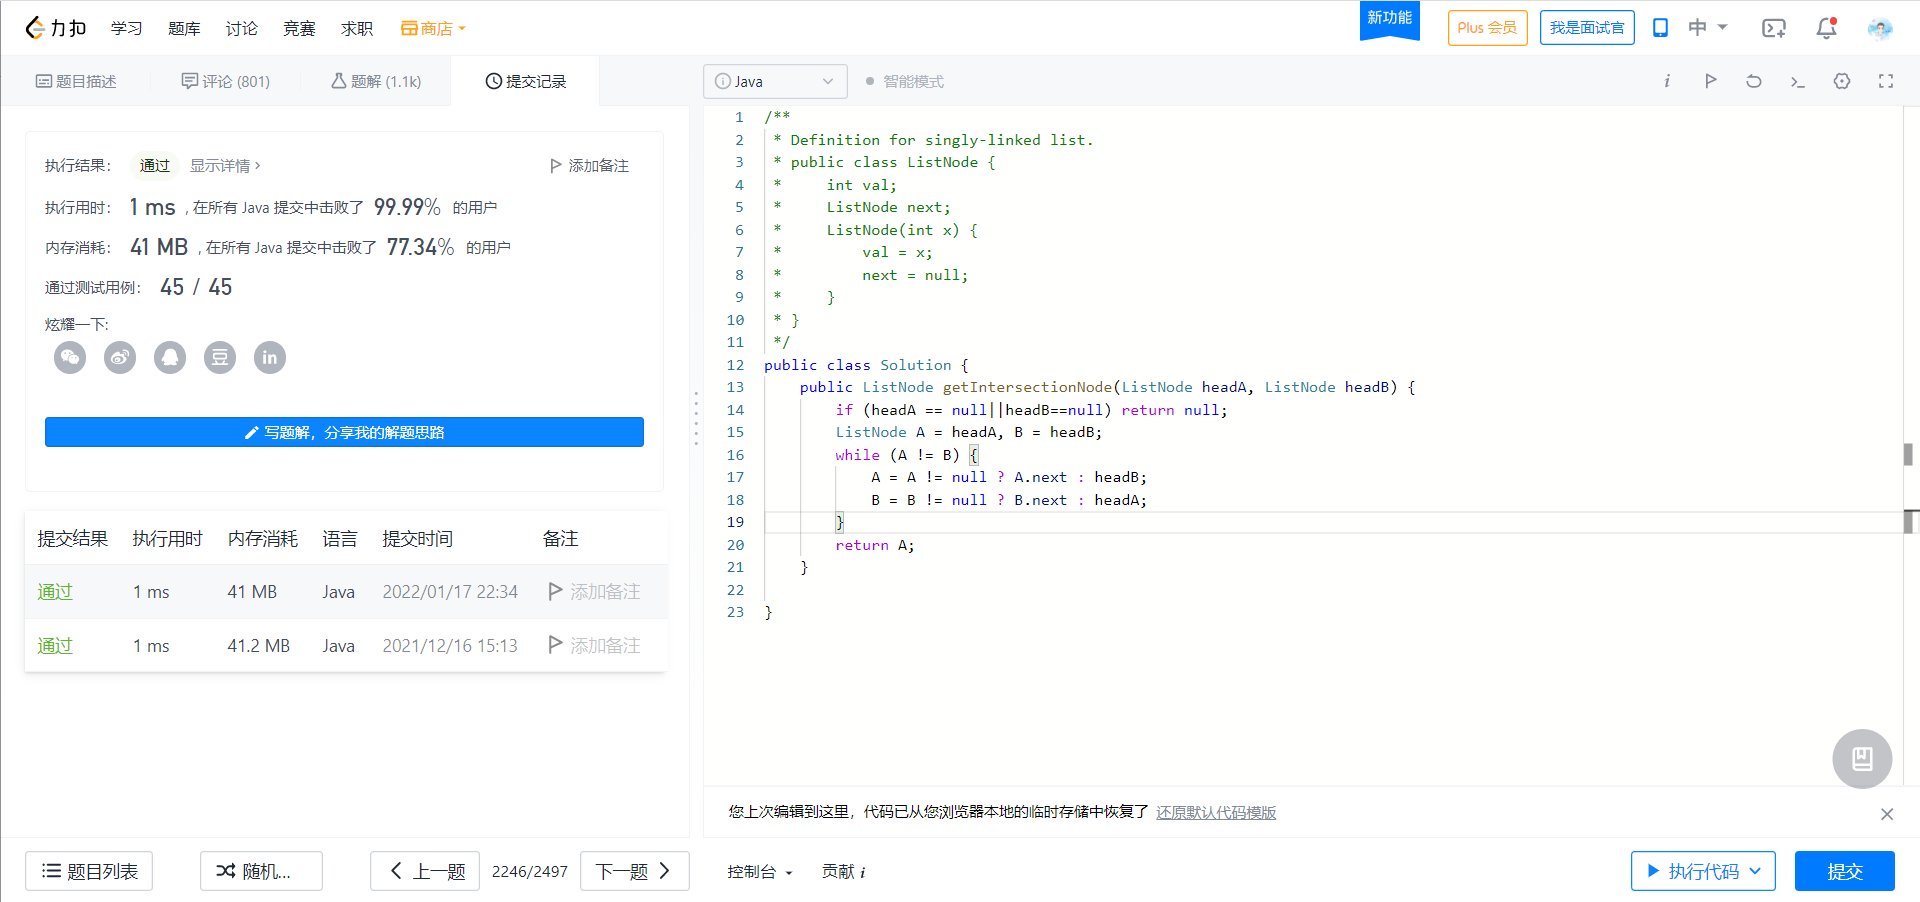 力扣 学习 题库 讨论 竞赛 求职 商店 新功能 Plus 会员 我是面试官 中
题目描述 评论 (801) 题解 (1.1k) 提交记录
执行结果： 通过 显示详情 > 添加备注
执行用时： 1 ms , 在所有 Java 提交中击败了 99.99% 的用户
内存消耗： 41 MB , 在所有 Java 提交中击败了 77.34% 的用户
通过测试用例： 45 / 45
炫耀一下:
豆 in
写题解，分享我的解题思路
提交结果 执行用时 内存消耗 语言 提交时间 备注
通过 1 ms 41 MB Java 2022/01/17 22:34 添加备注
通过 1 ms 41.2 MB Java 2021/12/16 15:13 添加备注
题目列表 随机... 上一题 2246/2497 下一题
i Java 智能模式 i
1 /**
2  * Definition for singly-linked list.
3  * public class ListNode {
4  *     int val;
5  *     ListNode next;
6  *     ListNode(int x) {
7  *         val = x;
8  *         next = null;
9  *     }
10  * }
11  */
12 public class Solution {
13     public ListNode getIntersectionNode(ListNode headA, ListNode headB) {
14         if (headA == null||headB==null) return null;
15         ListNode A = headA, B = headB;
16         while (A != B) {
17             A = A != null ? A.next : headB;
18             B = B != null ? B.next : headA;
19         }
20         return A;
21     }
22
23 }
您上次编辑到这里，代码已从您浏览器本地的临时存储中恢复了 还原默认代码模版
控制台 贡献 i 执行代码 提交